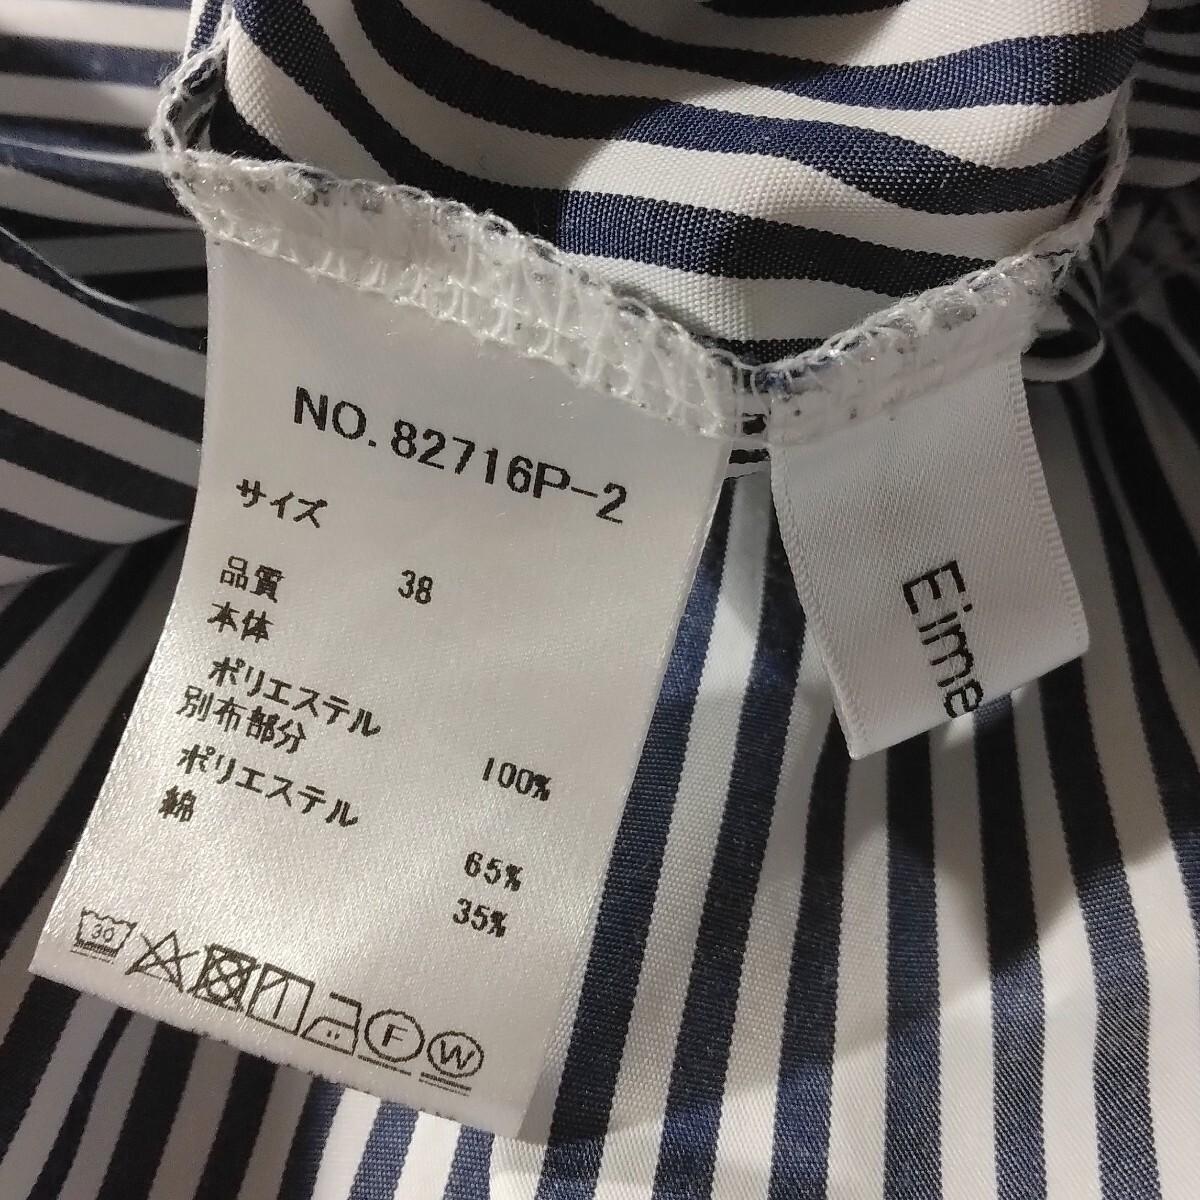 NO. 82716P-2
サイズ
38
品質
本体
ポリエステル 100%
別布部分
ポリエステル 65%
綿 35%
30
F W
Eime